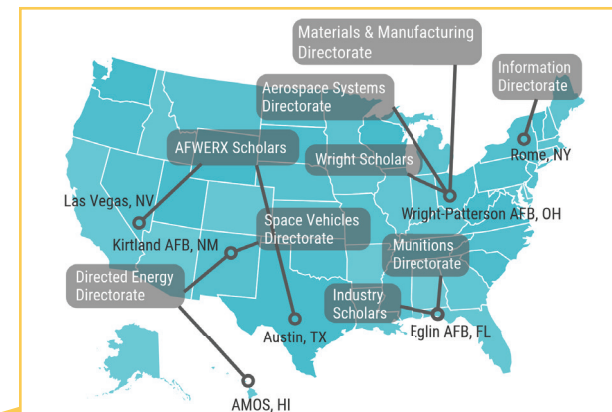 Materials & Manufacturing
Directorate
Information
Directorate
Aerospace Systems
Directorate
AFWERX Scholars
Wright Scholars
Rome, NY
Las Vegas, NV
Wright-Patterson AFB, OH
Space Vehicles
Directorate
Kirtland AFB, NM
Munitions
Directorate
Directed Energy
Directorate
Industry
Scholars
Austin, TX
Eglin AFB, FL
AMOS, HI